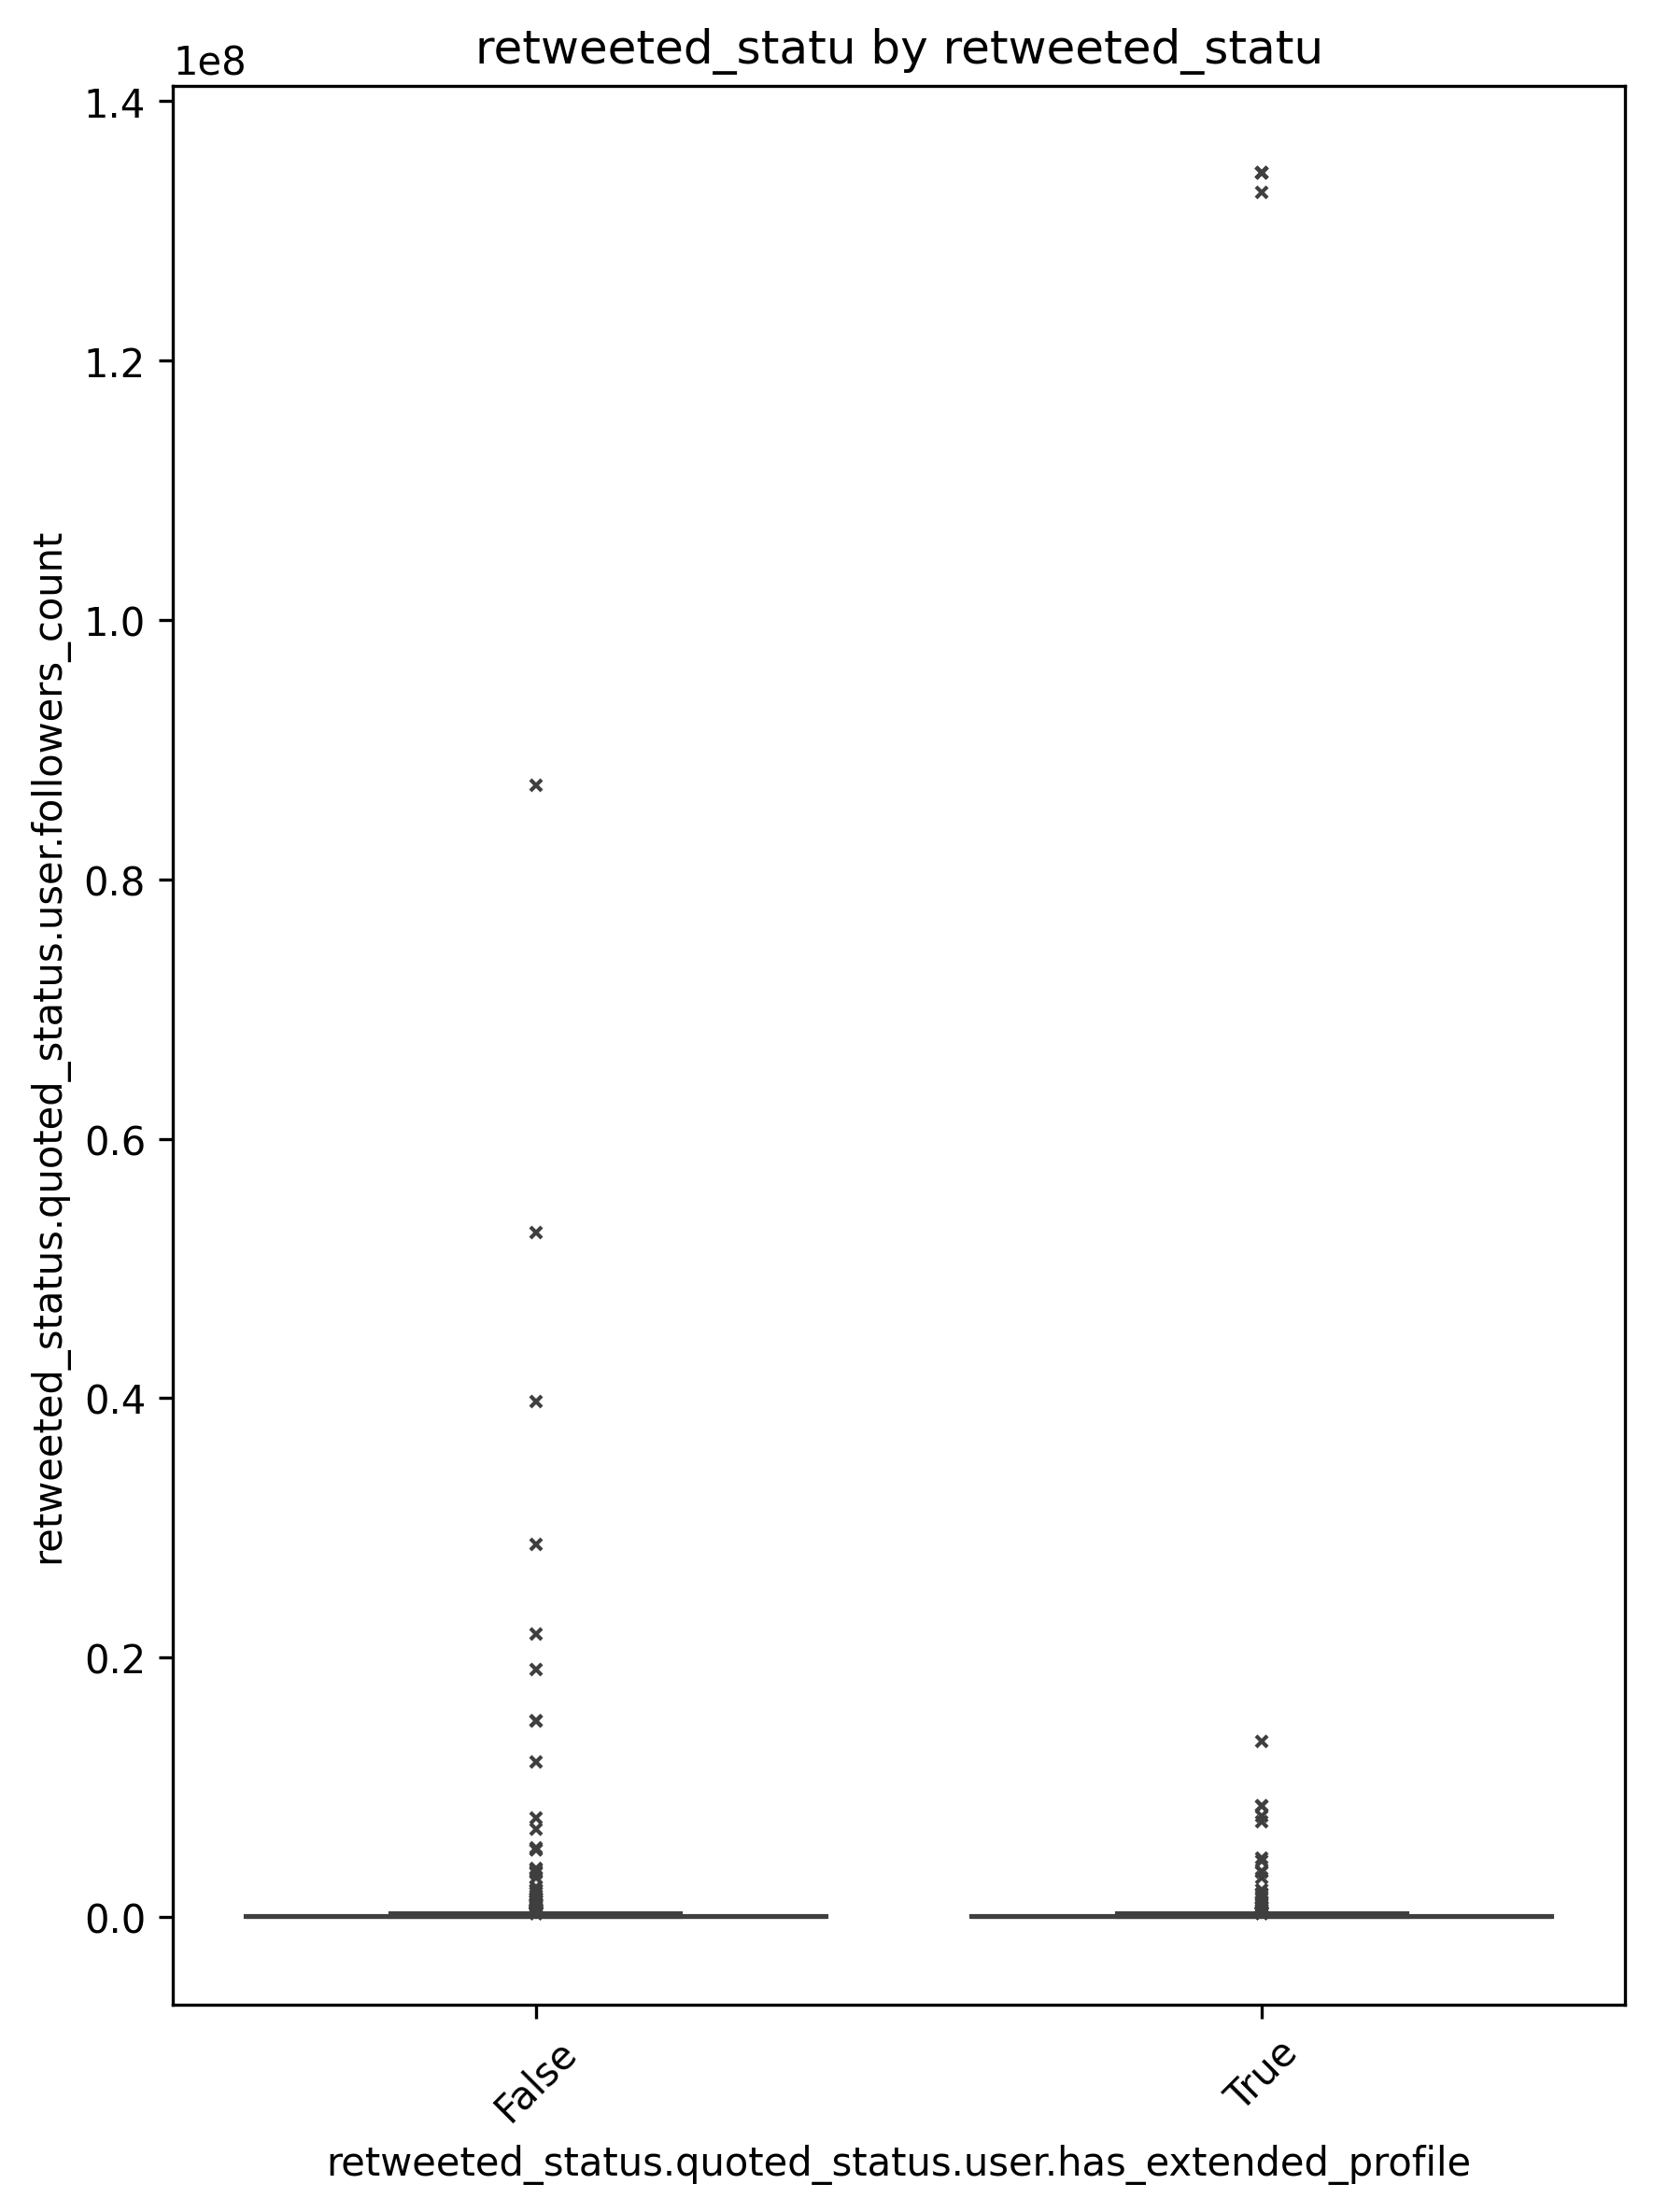 retweeted_statu by retweeted_statu
1e8
1.4
1.2
1.0
0.8
0.6
0.4
0.2
0.0
retweeted_status.quoted_status.user.followers_count
False
True
retweeted_status.quoted_status.user.has_extended_profile